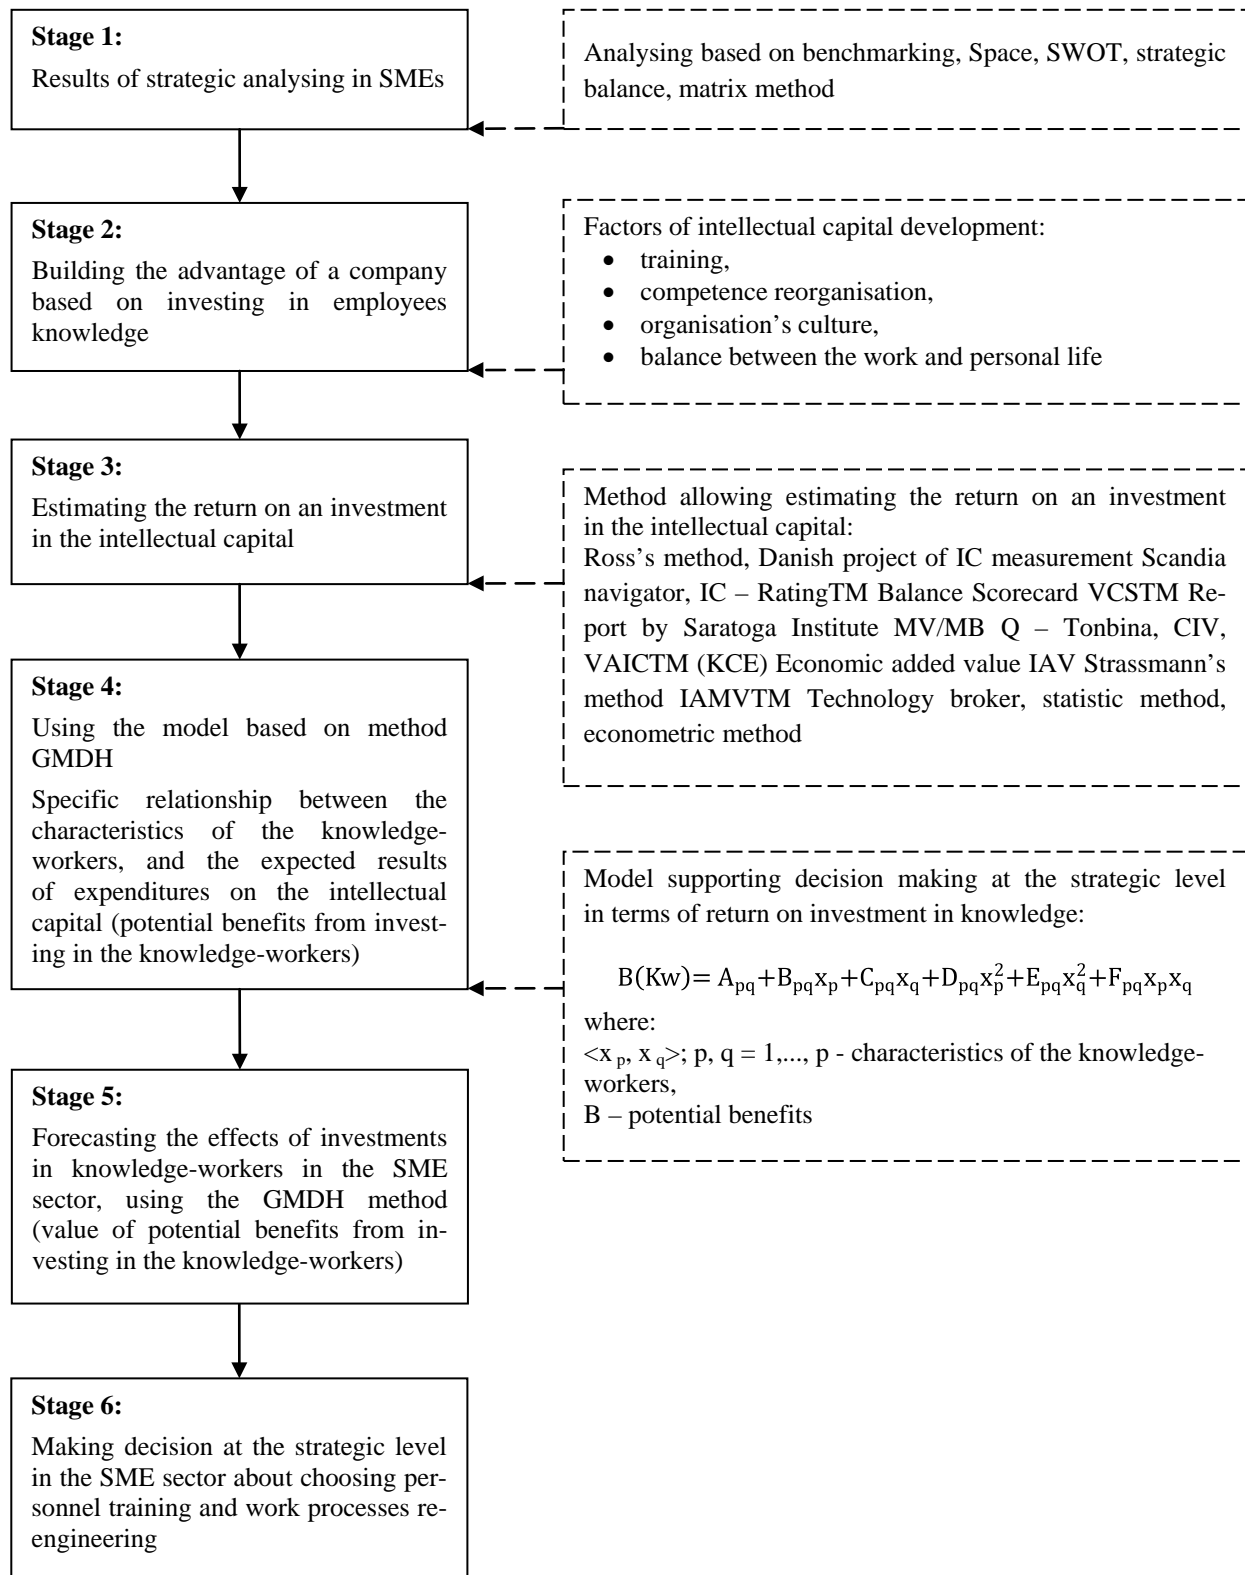 Stage 1:
Results of strategic analysing in SMEs
Analysing based on benchmarking, Space, SWOT, strategic
balance, matrix method
Stage 2:
Building the advantage of a company
based on investing in employees
knowledge
Factors of intellectual capital development:
• training,
• competence reorganisation,
• organisation’s culture,
• balance between the work and personal life
Stage 3:
Estimating the return on an investment
in the intellectual capital
Method allowing estimating the return on an investment
in the intellectual capital:
Ross’s method, Danish project of IC measurement Scandia
navigator, IC – RatingTM Balance Scorecard VCSTM Re-
port by Saratoga Institute MV/MB Q – Tonbina, CIV,
VAICTM (KCE) Economic added value IAV Strassmann’s
method IAMVTM Technology broker, statistic method,
econometric method
Stage 4:
Using the model based on method
GMDH
Specific relationship between the
characteristics of the knowledge-
workers, and the expected results
of expenditures on the intellectual
capital (potential benefits from invest-
ing in the knowledge-workers)
Model supporting decision making at the strategic level
in terms of return on investment in knowledge:
B(Kw)= A_pq+B_pq x_p+C_pq x_q+D_pq x_p^2+E_pq x_q^2+F_pq x_p x_q
where:
<x p, x q>; p, q = 1,..., p - characteristics of the knowledge-
workers,
B – potential benefits
Stage 5:
Forecasting the effects of investments
in knowledge-workers in the SME
sector, using the GMDH method
(value of potential benefits from in-
vesting in the knowledge-workers)
Stage 6:
Making decision at the strategic level
in the SME sector about choosing per-
sonnel training and work processes re-
engineering